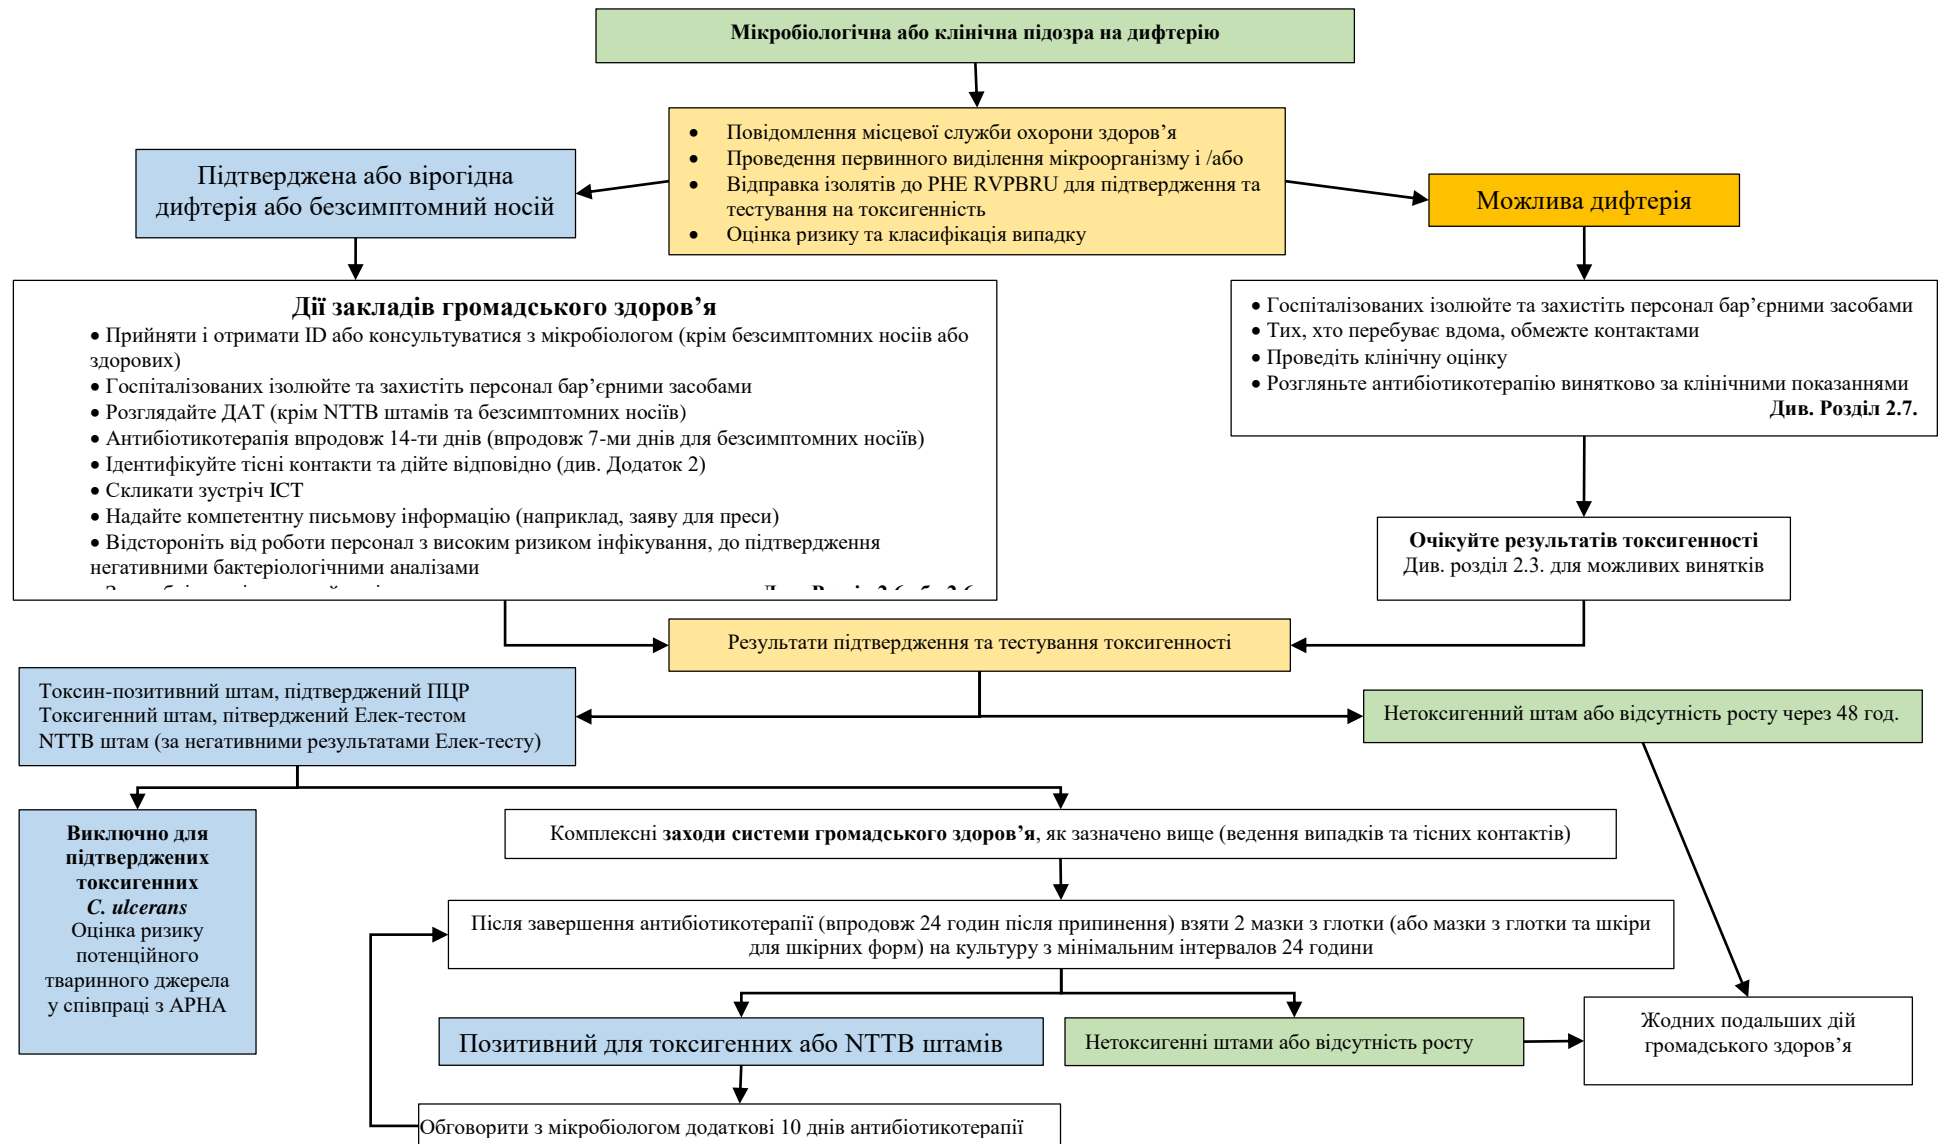 Мікробіологічна або клінічна підозра на дифтерію
• Повідомлення місцевої служби охорони здоров’я
• Проведення первинного виділення мікроорганізму і /або
• Відправка ізолятів до PHE RVPBRU для підтвердження та
тестування на токсигенність
• Оцінка ризику та класифікація випадку
Підтверджена або вірогідна
дифтерія або безсимптомний носій
Можлива дифтерія
Дії закладів громадського здоров’я
• Прийняти і отримати ID або консультуватися з мікробіологом (крім безсимптомних носіів або
здорових)
• Госпіталізованих ізолюйте та захистіть персонал бар’єрними засобами
• Розглядайте ДАТ (крім NTTB штамів та безсимптомних носіїв)
• Антибіотикотерапія впродовж 14-ти днів (впродовж 7-ми днів для безсимптомних носіїв)
• Ідентифікуйте тісні контакти та дійте відповідно (див. Додаток 2)
• Скликати зустріч ICT
• Надайте компетентну письмову інформацію (наприклад, заяву для преси)
• Відстороніть від роботи персонал з високим ризиком інфікування, до підтвердження
негативними бактеріологічними аналізами
• Госпіталізованих ізолюйте та захистіть персонал бар’єрними засобами
• Тих, хто перебуває вдома, обмежте контактами
• Проведіть клінічну оцінку
• Розгляньте антибіотикотерапію винятково за клінічними показаннями
Див. Розділ 2.7.
Очікуйте результатів токсигенності
Див. розділ 2.3. для можливих винятків
Результати підтвердження та тестування токсигенності
Токсин-позитивний штам, підтверджений ПЦР
Токсигенний штам, пітверджений Елек-тестом
NTTB штам (за негативними результатами Елек-тесту)
Нетоксигенний штам або відсутність росту через 48 год.
Виключно для
підтверджених
токсигенних
C. ulcerans
Оцінка ризику
потенційного
тваринного джерела
у співпраці з APHA
Комплексні заходи системи громадського здоров’я, як зазначено вище (ведення випадків та тісних контактів)
Після завершення антибіотикотерапії (впродовж 24 годин після припинення) взяти 2 мазки з глотки (або мазки з глотки та шкіри
для шкірних форм) на культуру з мінімальним інтервалов 24 години
Позитивний для токсигенних або NTTB штамів
Нетоксигенні штами або відсутність росту
Жодних подальших дій
громадського здоров’я
Обговорити з мікробіологом додаткові 10 днів антибіотикотерапії